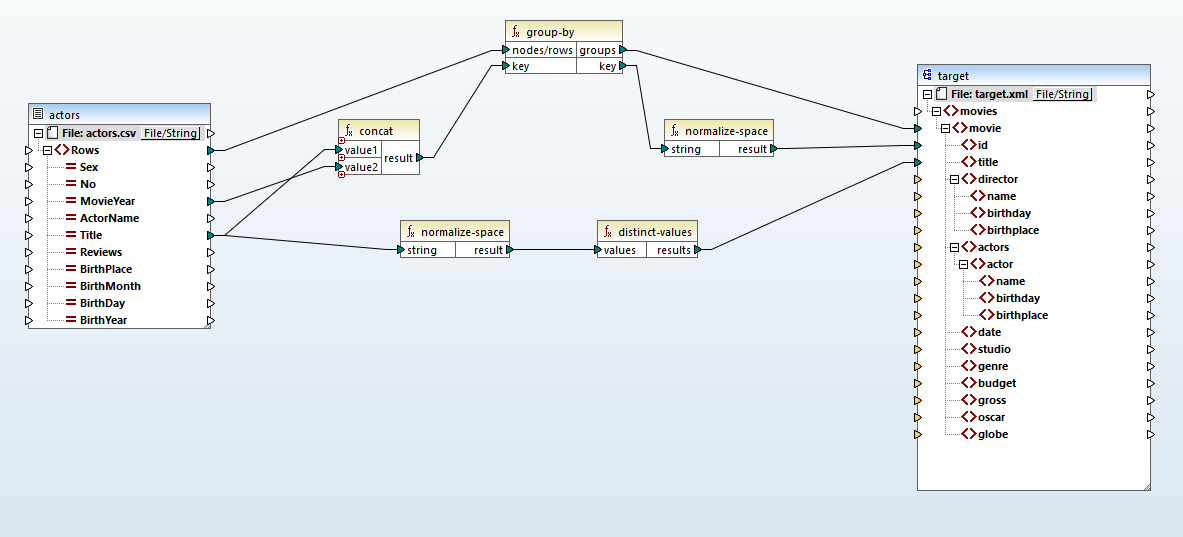 group-by
nodes/rows groups
key key
actors
File: actors.csv File/String
Rows
Sex
No
MovieYear
ActorName
Title
Reviews
BirthPlace
BirthMonth
BirthDay
BirthYear
concat
value1
result
value2
normalize-space
string result
normalize-space
string result
distinct-values
values results
target
File: target.xml File/String
movies
movie
id
title
director
name
birthday
birthplace
actors
actor
name
birthday
birthplace
date
studio
genre
budget
gross
oscar
globe